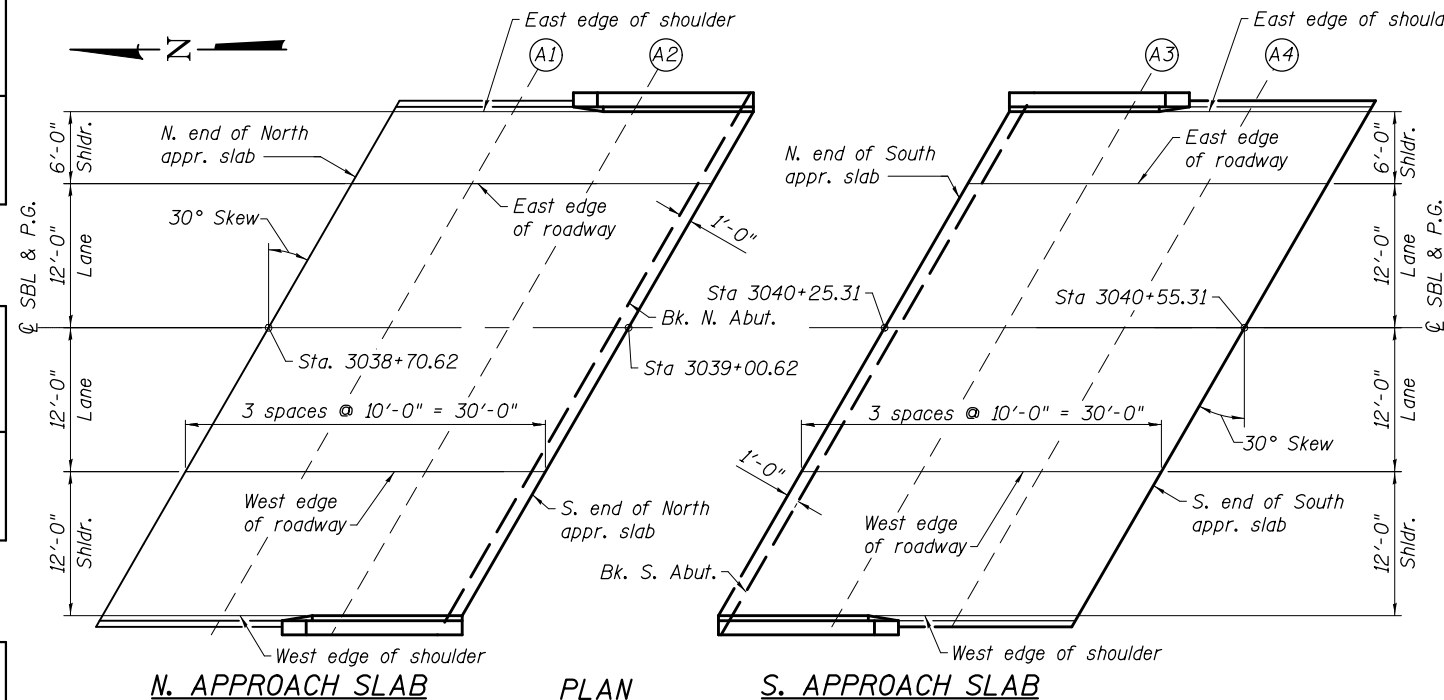 East edge of shoulder
East edge of should
N
A1
A2
A3
A4
6'-0"
Shldr.
N. end of North
appr. slab
N. end of South
appr. slab
East edge
of roadway
6'-0"
Shldr.
30° Skew
East edge
of roadway
1'-0"
℄ SBL & P.G.
12'-0"
Lane
12'-0"
Lane
℄ SBL & P.G.
Sta 3040+25.31
Sta 3040+55.31
Bk. N. Abut.
Sta. 3038+70.62
Sta 3039+00.62
12'-0"
Lane
3 spaces @ 10'-0" = 30'-0"
3 spaces @ 10'-0" = 30'-0"
12'-0"
Lane
30° Skew
1'-0"
West edge
of roadway
S. end of North
appr. slab
West edge
of roadway
S. end of South
appr. slab
12'-0"
Shldr.
Bk. S. Abut.
12'-0"
Shldr.
West edge of shoulder
West edge of shoulder
N. APPROACH SLAB
PLAN
S. APPROACH SLAB